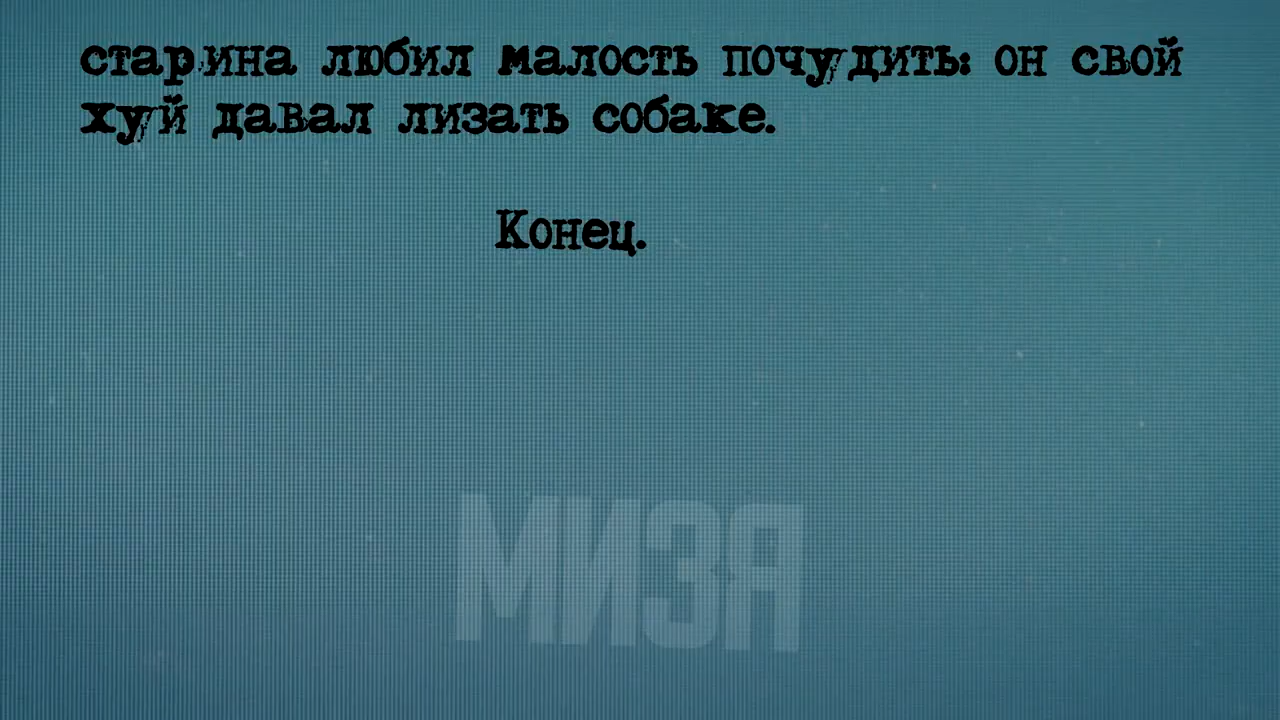 старина любил малость почудить: он свой
хуй давал лизать собаке.
Конец.
МИЗЯ